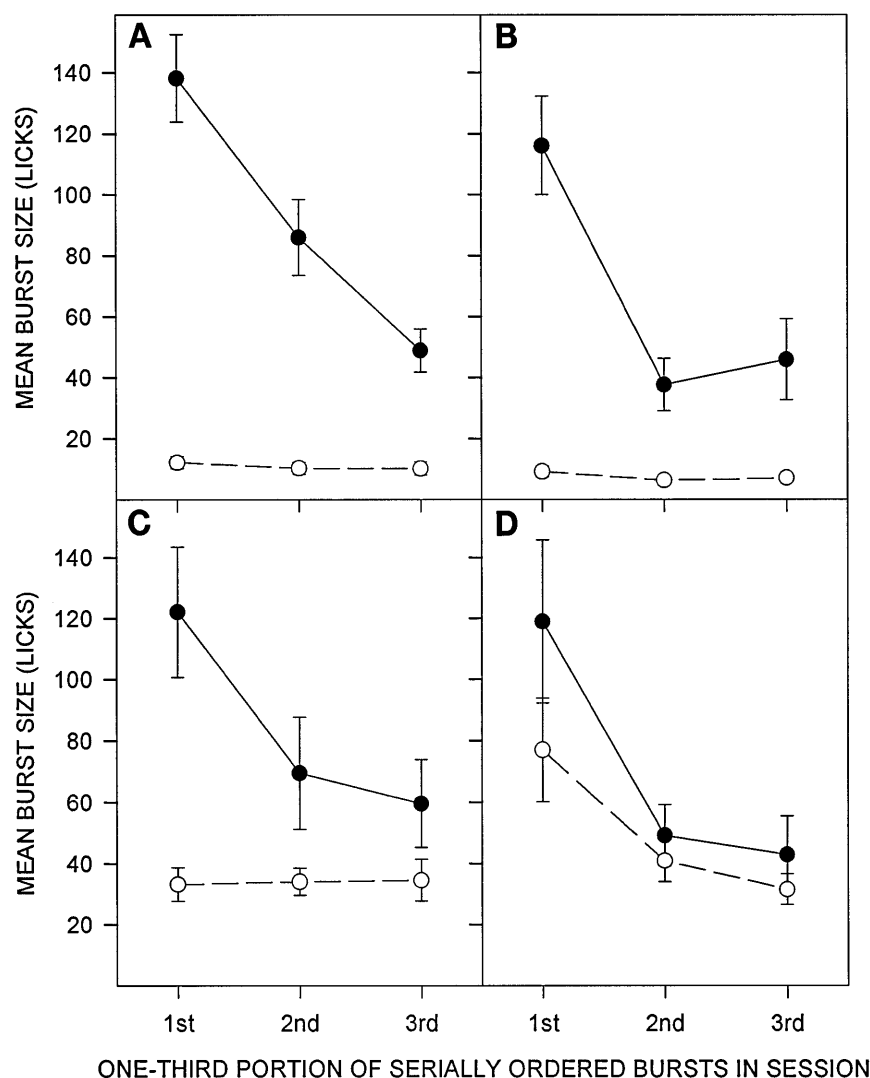 A
B
MEAN BURST SIZE (LICKS)
140
120
100
80
60
40
20
C
D
MEAN BURST SIZE (LICKS)
140
120
100
80
60
40
20
1st 2nd 3rd 1st 2nd 3rd
ONE-THIRD PORTION OF SERIALLY ORDERED BURSTS IN SESSION